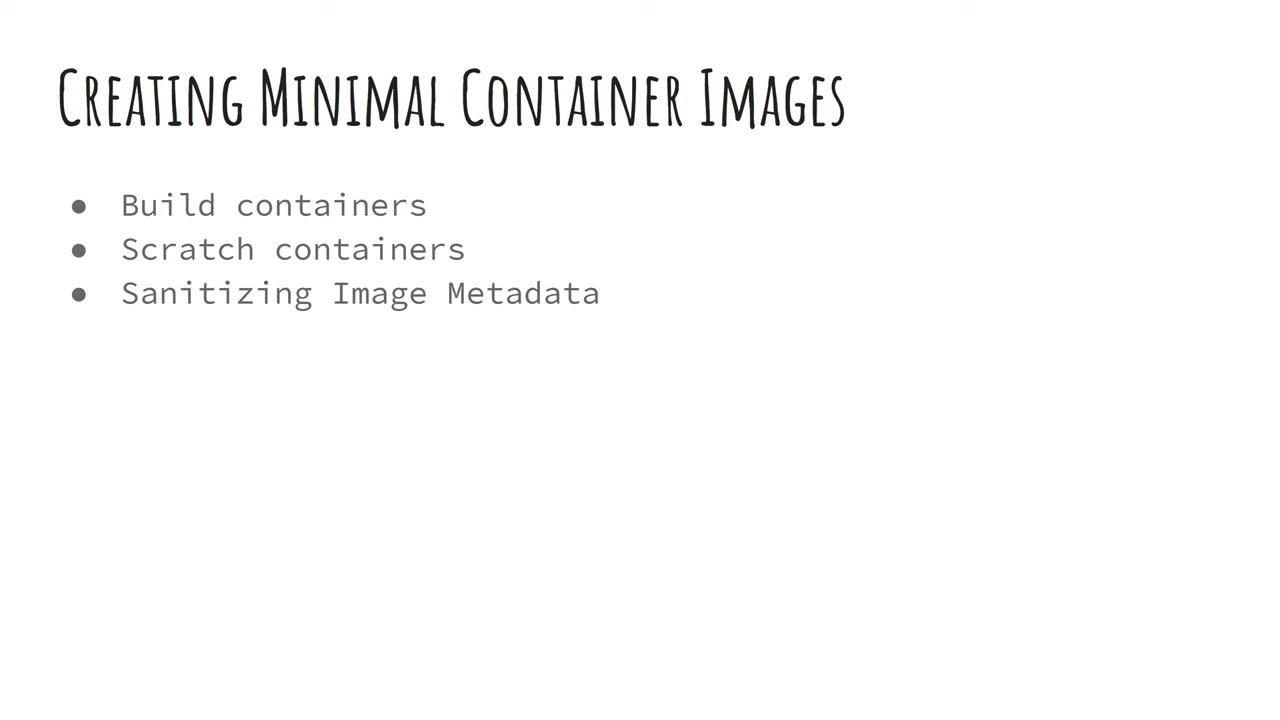 Creating Minimal Container Images
● Build containers
● Scratch containers
● Sanitizing Image Metadata